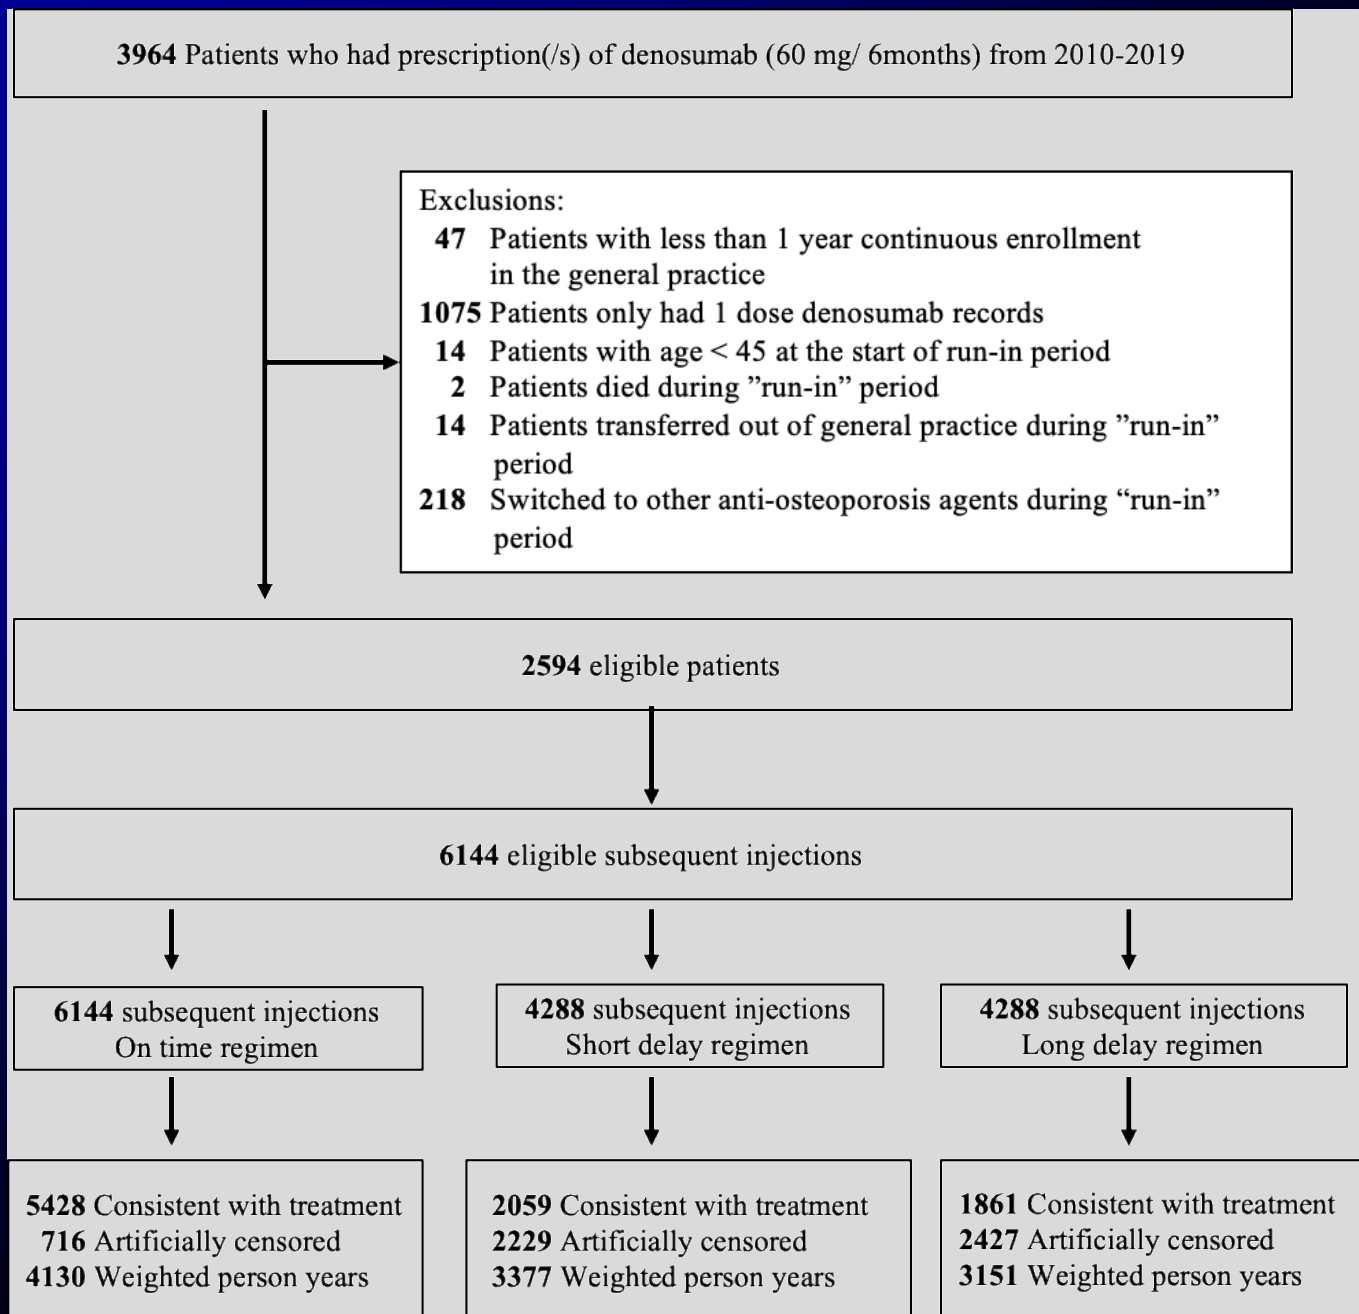 3964 Patients who had prescription(/s) of denosumab (60 mg/ 6months) from 2010-2019
Exclusions:
47 Patients with less than 1 year continuous enrollment
in the general practice
1075 Patients only had 1 dose denosumab records
14 Patients with age < 45 at the start of run-in period
2 Patients died during ”run-in” period
14 Patients transferred out of general practice during ”run-in”
period
218 Switched to other anti-osteoporosis agents during “run-in”
period
2594 eligible patients
6144 eligible subsequent injections
6144 subsequent injections
On time regimen
4288 subsequent injections
Short delay regimen
4288 subsequent injections
Long delay regimen
5428 Consistent with treatment
716 Artificially censored
4130 Weighted person years
2059 Consistent with treatment
2229 Artificially censored
3377 Weighted person years
1861 Consistent with treatment
2427 Artificially censored
3151 Weighted person years